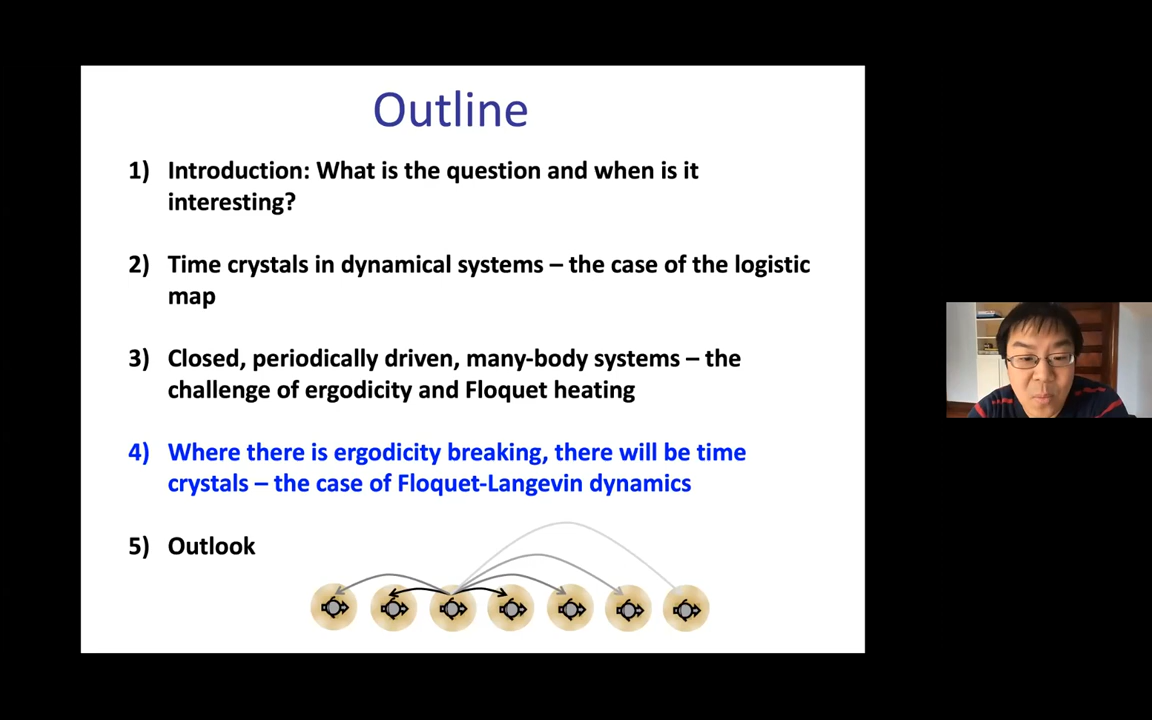 Outline
1) Introduction: What is the question and when is it
interesting?
2) Time crystals in dynamical systems – the case of the logistic
map
3) Closed, periodically driven, many-body systems – the
challenge of ergodicity and Floquet heating
4) Where there is ergodicity breaking, there will be time
crystals – the case of Floquet-Langevin dynamics
5) Outlook